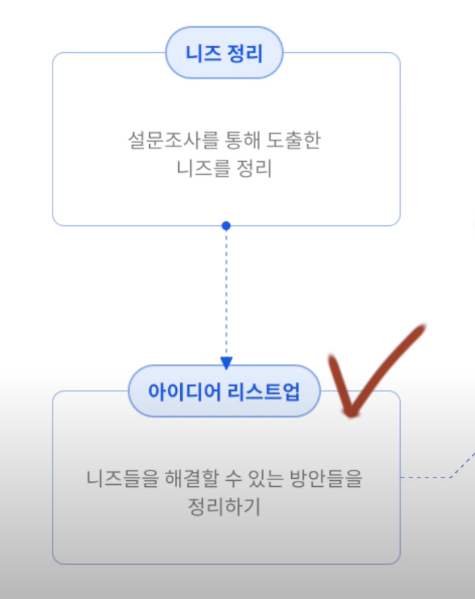 니즈 정리
설문조사를 통해 도출한
니즈를 정리
아이디어 리스트업
니즈들을 해결할 수 있는 방안들을
정리하기